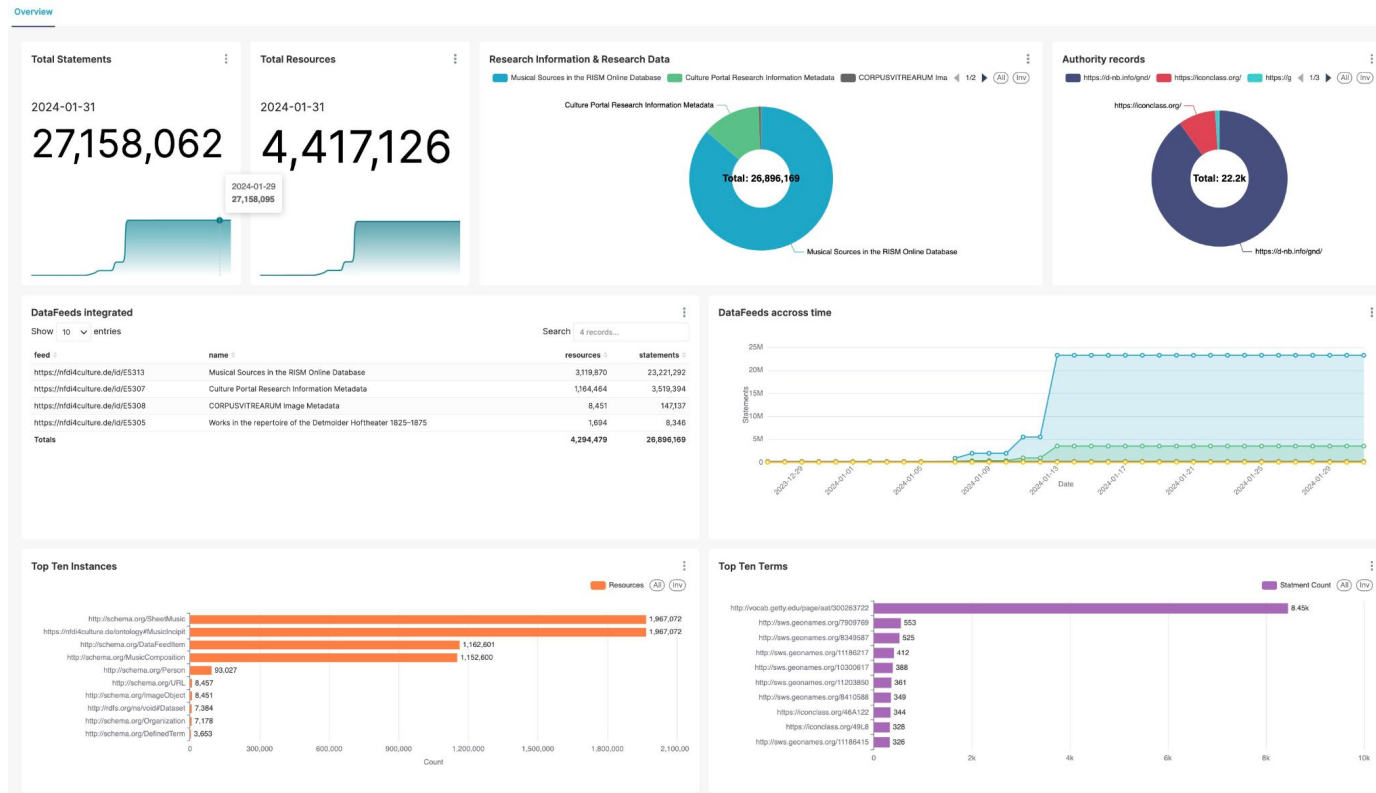 Overview
Total Statements
2024-01-31
27,158,062
2024-01-29
27,158,095
Total Resources
2024-01-31
4,417,126
Research Information & Research Data
Musical Sources in the RISM Online Database Culture Portal Research Information Metadata CORPUSVITREARUM Ima 1/2 All Inv
Culture Portal Research Information Metadata
Total: 26,896,169
Musical Sources in the RISM Online Database
Authority records
https://d-nb.info/gnd/ https://iconclass.org/ https://g 1/3 All Inv
https://iconclass.org/
Total: 22.2k
https://d-nb.info/gnd/
DataFeeds integrated
Show 10 entries Search 4 records...
feed name resources statements
https://nfdi4culture.de/id/E5313 Musical Sources in the RISM Online Database 3,119,870 23,221,292
https://nfdi4culture.de/id/E5307 Culture Portal Research Information Metadata 1,164,464 3,519,394
https://nfdi4culture.de/id/E5308 CORPUSVITREARUM Image Metadata 8,451 147,137
https://nfdi4culture.de/id/E5305 Works in the repertoire of the Detmolder Hoftheater 1825–1875 1,694 8,346
Totals 4,294,479 26,896,169
DataFeeds accross time
25M
20M
15M
10M
5M
0
Statements
2023-12-29 2024-01-01 2024-01-05 2024-01-09 2024-01-13 2024-01-17 2024-01-21 2024-01-25 2024-01-29
Date
Top Ten Instances
Resources All Inv
http://schema.org/SheetMusic 1,967,072
https://nfdi4culture.de/ontology#MusicIncipit 1,967,072
http://schema.org/DataFeedItem 1,162,601
http://schema.org/MusicComposition 1,152,600
http://schema.org/Person 93,027
http://schema.org/URL 8,457
http://schema.org/ImageObject 8,451
http://rdfs.org/ns/void#Dataset 7,384
http://schema.org/Organization 7,178
http://schema.org/DefinedTerm 3,653
0 300,000 600,000 900,000 1,200,000 1,500,000 1,800,000 2,100,00
Count
Top Ten Terms
Statment Count All Inv
http://vocab.getty.edu/page/aat/300263722 8.45k
http://sws.geonames.org/7909769 553
http://sws.geonames.org/8349587 525
http://sws.geonames.org/11186217 412
http://sws.geonames.org/10300617 388
http://sws.geonames.org/11203850 361
http://sws.geonames.org/8410588 349
https://iconclass.org/46A122 344
https://iconclass.org/49L8 328
http://sws.geonames.org/11186415 326
0 2k 4k 6k 8k 10k